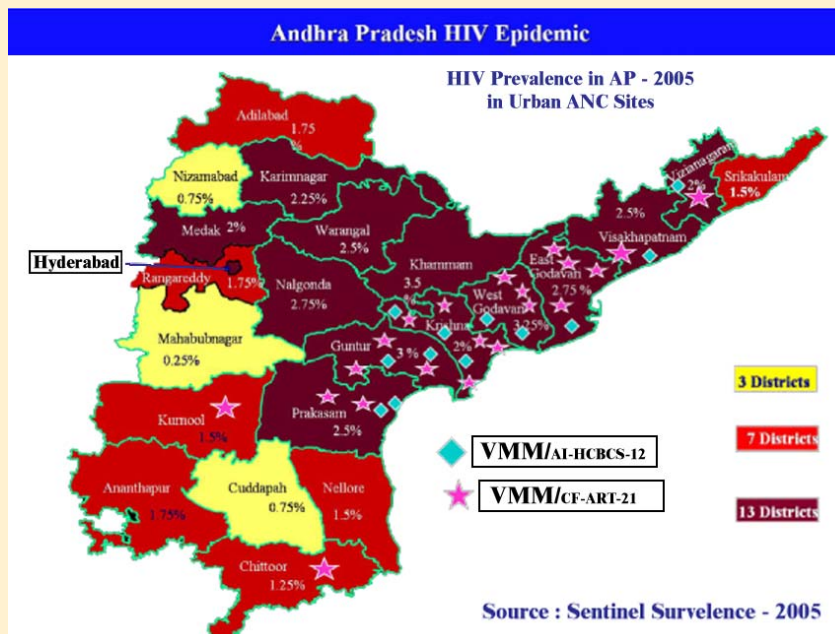 Andhra Pradesh HIV Epidemic
HIV Prevalence in AP - 2005
in Urban ANC Sites
Adilabad
1.75
%
Nizamabad
0.75%
Karimnagar
2.25%
Medak 2%
Warangal
2.5%
Hyderabad
Rangareddy
1.75%
Nalgonda
2.75%
Khammam
3.5
%
Mahabubnagar
0.25%
Vizianagaram
2%
Srikakulam
1.5%
2.5%
Visakhapatnam
East
Godavari
2.75 %
West
Godavari
3.25%
Krishna
2%
Guntur
3 %
Prakasam
2.5%
Kurnool
1.5%
Ananthapur
1.75%
Cuddapah
0.75%
Nellore
1.5%
Chittoor
1.25%
3 Districts
7 Districts
13 Districts
VMM/AI-HCBCS-12
VMM/CF-ART-21
Source : Sentinel Survelence - 2005